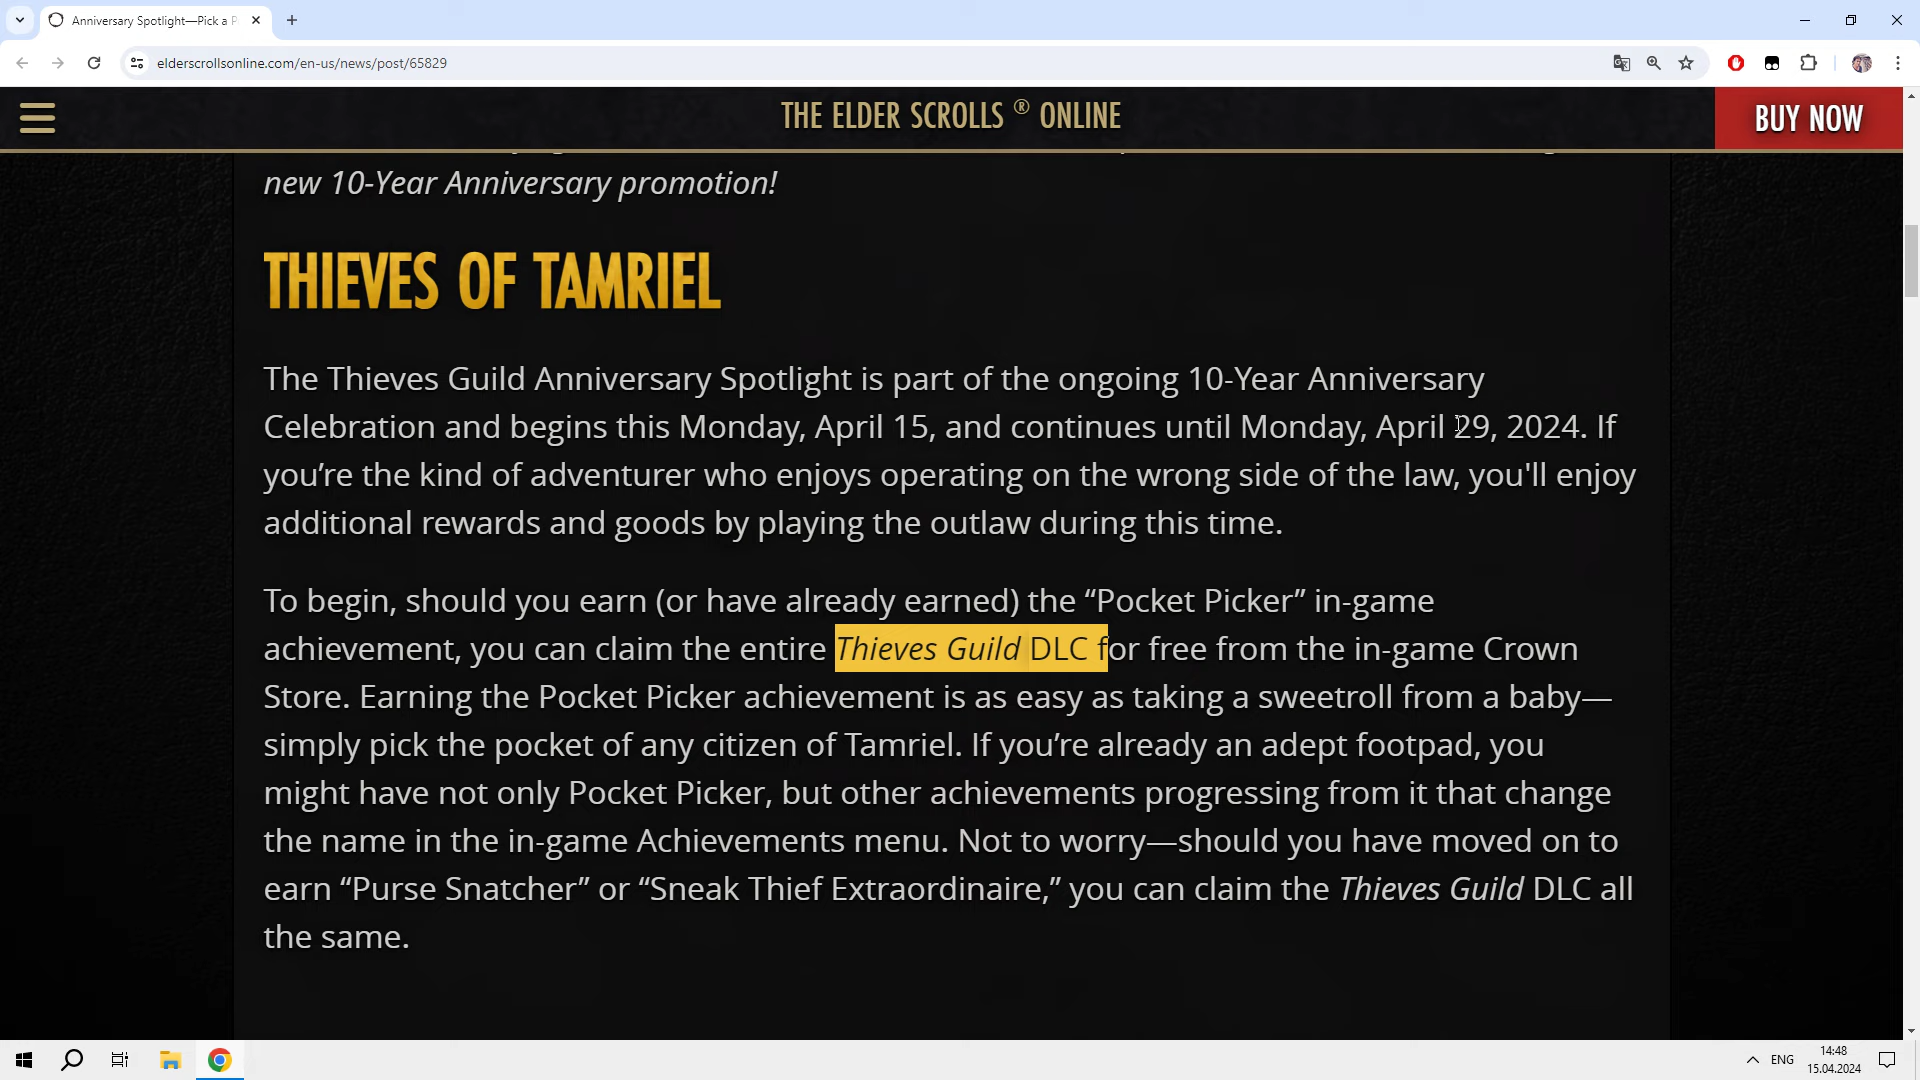 Anniversary Spotlight—Pick a P
elderscrollsonline.com/en-us/news/post/65829
THE ELDER SCROLLS ® ONLINE
BUY NOW
new 10-Year Anniversary promotion!
THIEVES OF TAMRIEL
The Thieves Guild Anniversary Spotlight is part of the ongoing 10-Year Anniversary
Celebration and begins this Monday, April 15, and continues until Monday, April 29, 2024. If
you’re the kind of adventurer who enjoys operating on the wrong side of the law, you'll enjoy
additional rewards and goods by playing the outlaw during this time.
To begin, should you earn (or have already earned) the “Pocket Picker” in-game
achievement, you can claim the entire Thieves Guild DLC for free from the in-game Crown
Store. Earning the Pocket Picker achievement is as easy as taking a sweetroll from a baby—
simply pick the pocket of any citizen of Tamriel. If you’re already an adept footpad, you
might have not only Pocket Picker, but other achievements progressing from it that change
the name in the in-game Achievements menu. Not to worry—should you have moved on to
earn “Purse Snatcher” or “Sneak Thief Extraordinaire,” you can claim the Thieves Guild DLC all
the same.
ENG
14:48
15.04.2024